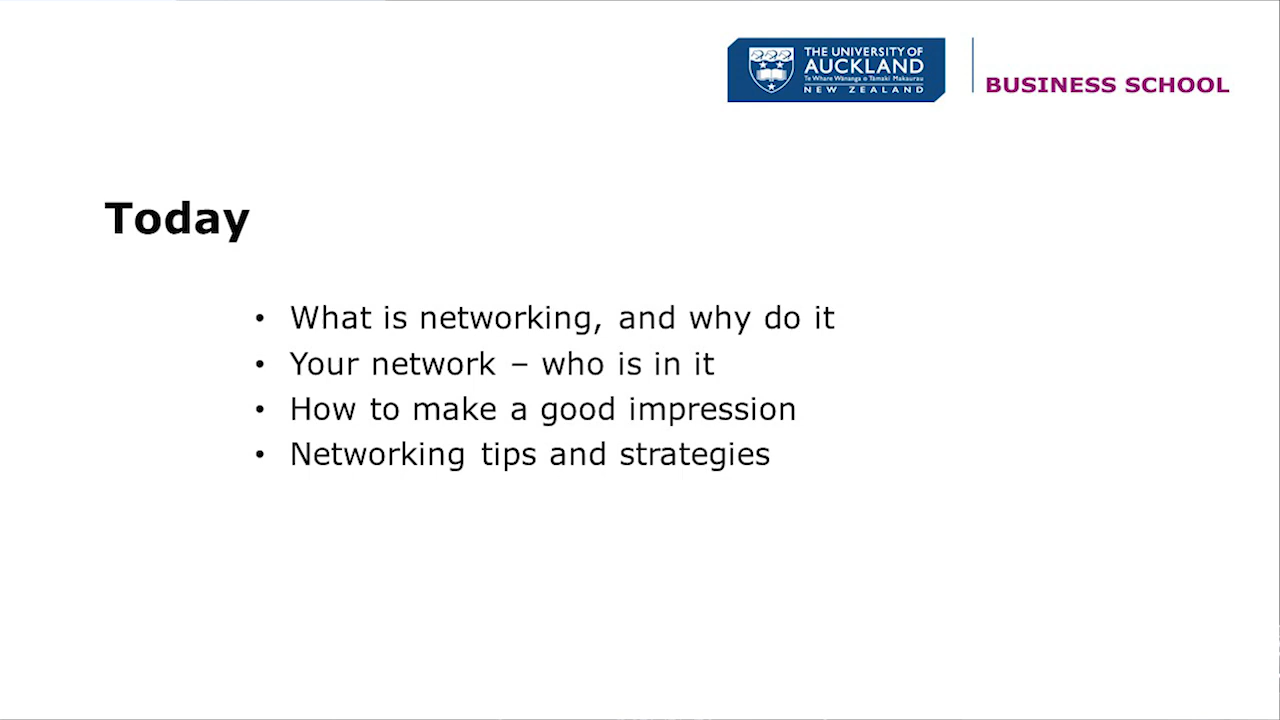 THE UNIVERSITY OF
AUCKLAND
Te Whare Wānanga o Tāmaki Makaurau
NEW ZEALAND
BUSINESS SCHOOL
Today
• What is networking, and why do it
• Your network – who is in it
• How to make a good impression
• Networking tips and strategies